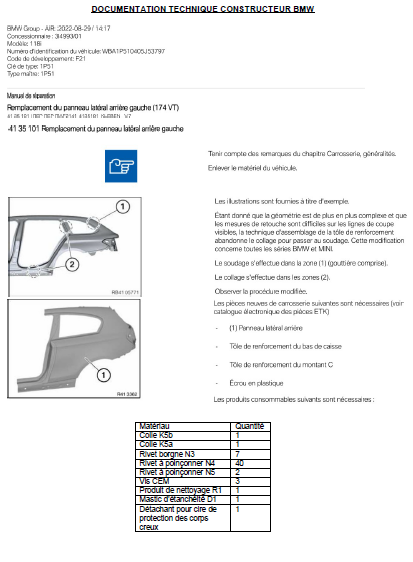 DOCUMENTATION TECHNIQUE CONSTRUCTEUR BMW
BMW Group - AIR :2022-08-29 / 14:17
Concessionnaire : 34993/01
Modèle: 118i
Numéro d'identification du véhicule: WBA1P510405J53797
Code de développement: F21
Clé de type: 1P51
Type maître: 1P51
Manuel de réparation
Remplacement du panneau latéral arrière gauche (174 VT)
41 35 101
-41 35 101 Remplacement du panneau latéral arrière gauche
Tenir compte des remarques du chapitre Carrosserie, généralités.
Enlever le matériel du véhicule.
Les illustrations sont fournies à titre d'exemple.
Etant donné que la géométrie est de plus en plus complexe et que
les mesures de retouche sont difficiles sur les lignes de coupe
visibles, la technique d'assemblage de la tôle de renforcement
abandonne le collage pour passer au soudage. Cette modification
concerne toutes les séries BMW et MINI.
Le soudage s'effectue dans la zone (1) (gouttière comprise).
Le collage s'effectue dans les zones (2).
Observer la procédure modifiée.
Les pièces neuves de carrosserie suivantes sont nécessaires (voir
catalogue électronique des pièces ETK)
- (1) Panneau latéral arrière
- Tôle de renforcement du bas de caisse
- Tôle de renforcement du montant C
- Écrou en plastique
Les produits consommables suivants sont nécessaires :
1
2
RB41 05771
1
R41 3362
Matériau Quantité
Colle K5b 1
Colle K5a 1
Rivet borgne N3 7
Rivet à poinçonner N4 40
Rivet à poinçonner N5 2
Vis CEM 3
Produit de nettoyage R1 1
Mastic d'étanchéité D1 1
Détachant pour cire de 1
protection des corps
creux